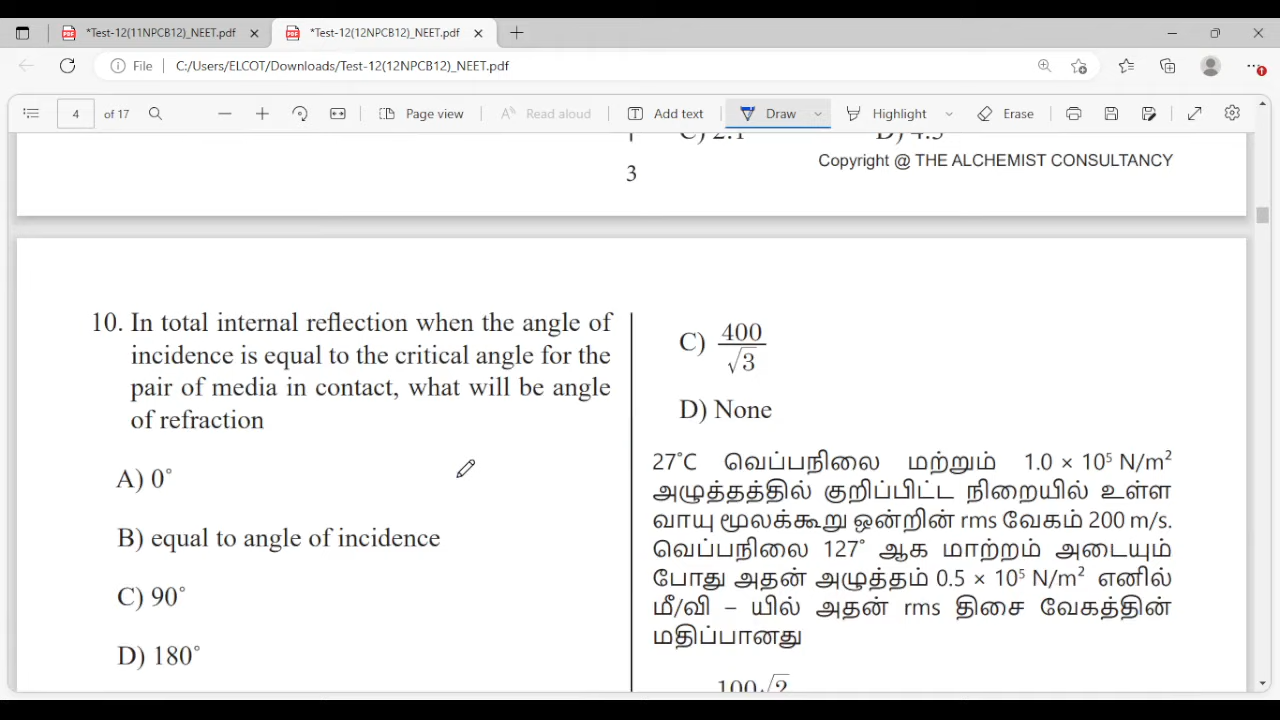 *Test-12(11NPCB12)_NEET.pdf
*Test-12(12NPCB12)_NEET.pdf
File
C:/Users/ELCOT/Downloads/Test-12(12NPCB12)_NEET.pdf
4 of 17
Page view
Read aloud
Add text
Draw
Highlight
Erase
3
Copyright @ THE ALCHEMIST CONSULTANCY
10. In total internal reflection when the angle of
incidence is equal to the critical angle for the
pair of media in contact, what will be angle
of refraction
A) 0˚
B) equal to angle of incidence
C) 90˚
D) 180˚
C) 400/√3
D) None
27˚C வெப்பநிலை மற்றும் 1.0 × 10⁵ N/m²
அழுத்தத்தில் குறிப்பிட்ட நிறையில் உள்ள
வாயு மூலக்கூறு ஒன்றின் rms வேகம் 200 m/s.
வெப்பநிலை 127˚ ஆக மாற்றம் அடையும்
போது அதன் அழுத்தம் 0.5 × 10⁵ N/m² எனில்
மீ/வி – யில் அதன் rms திசை வேகத்தின்
மதிப்பானது
100√2